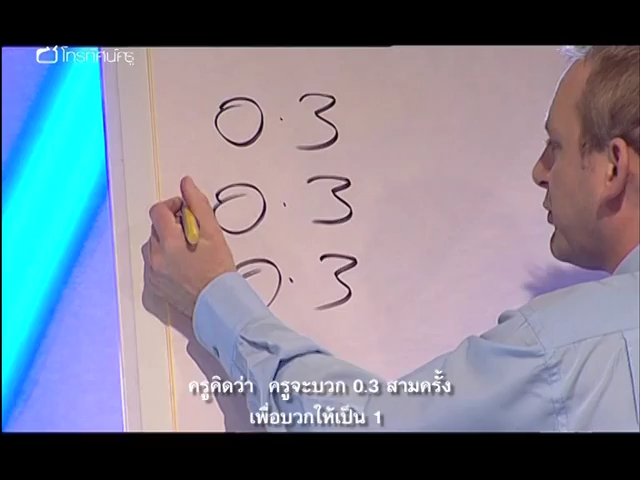 โทรทัศน์ครู
0.3
0.3
0.3
ครูคิดว่า ครูจะบวก 0.3 สามครั้ง
เพื่อบวกให้เป็น 1